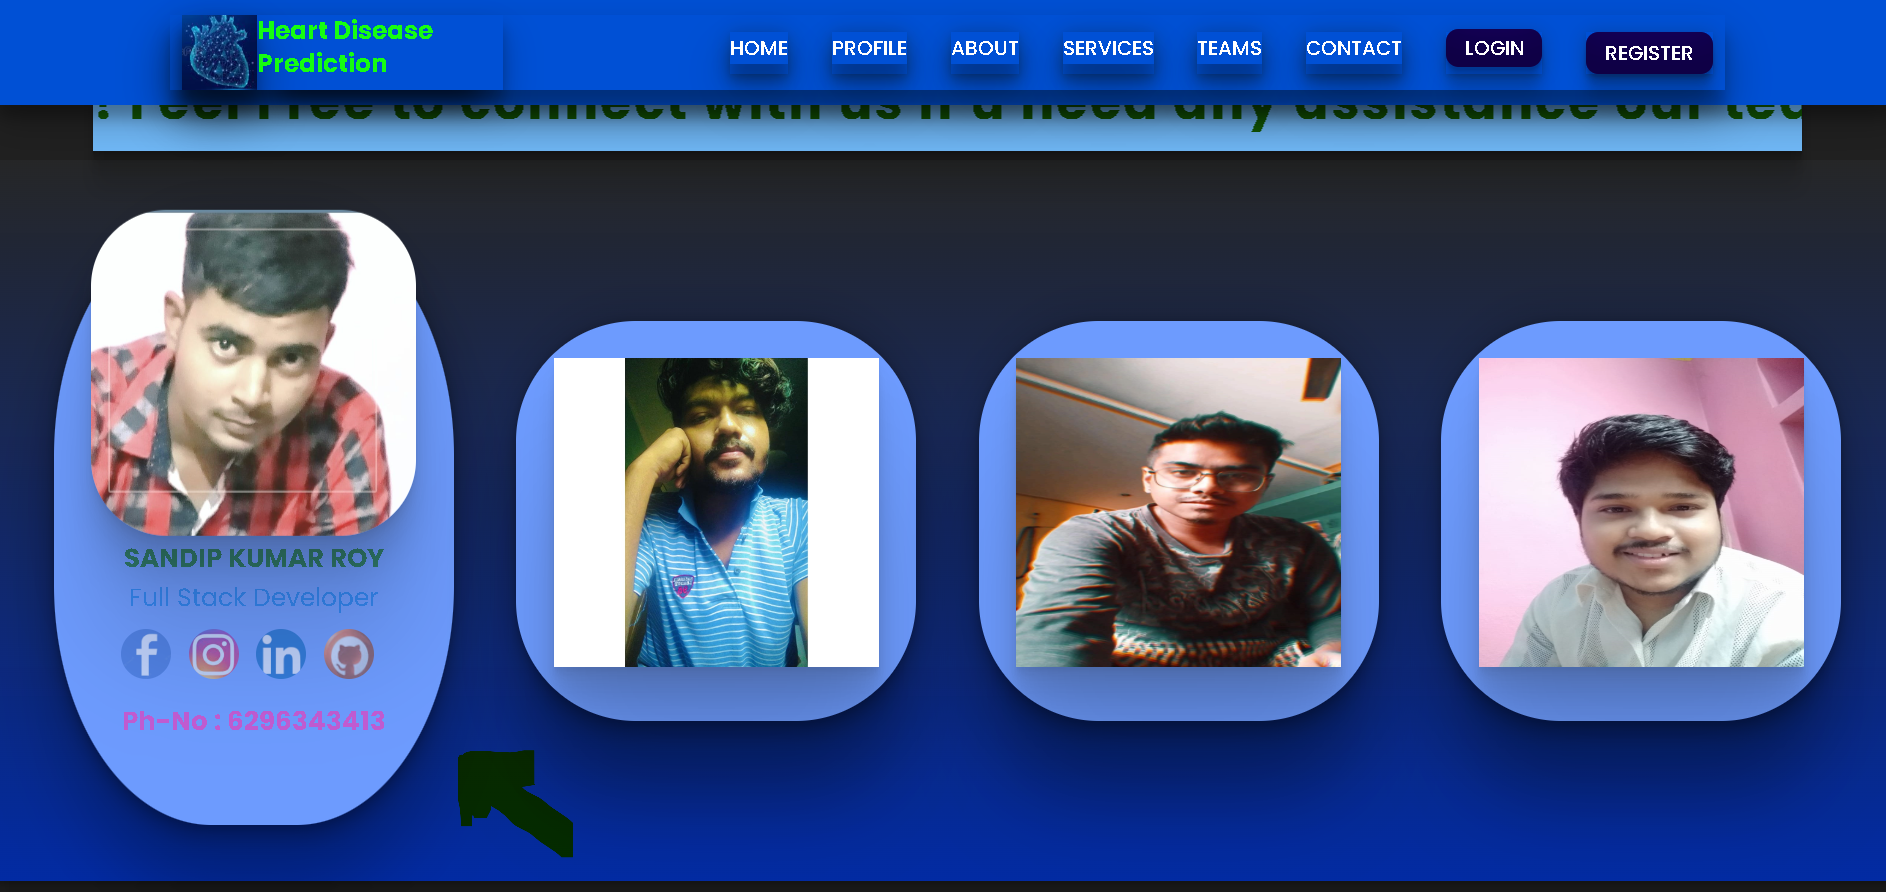 Heart Disease
Prediction
HOME
PROFILE
ABOUT
SERVICES
TEAMS
CONTACT
LOGIN
REGISTER
! Feel Free to connect with us if u need any assistance our
SANDIP KUMAR ROY
Full Stack Developer
f
in
Ph-No : 6296343413